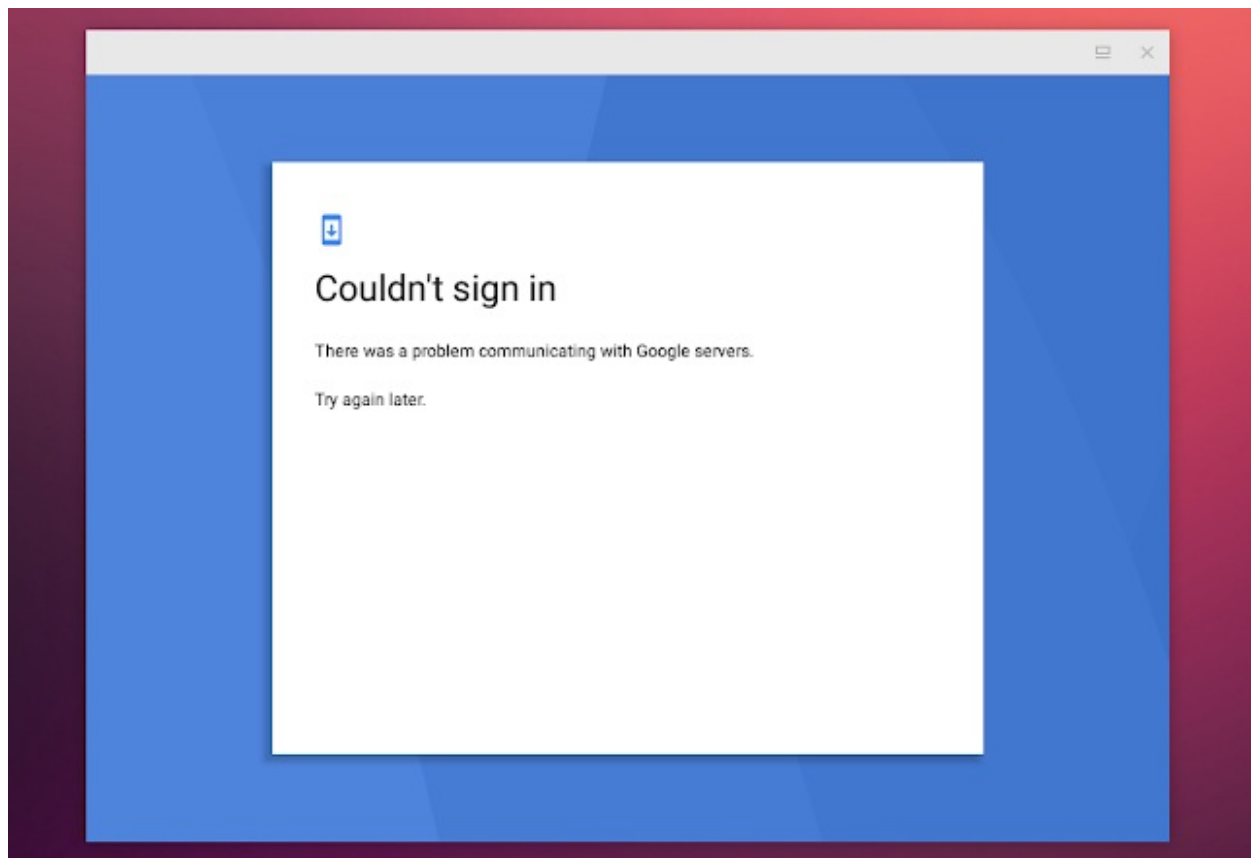 Couldn't sign in
There was a problem communicating with Google servers.
Try again later.